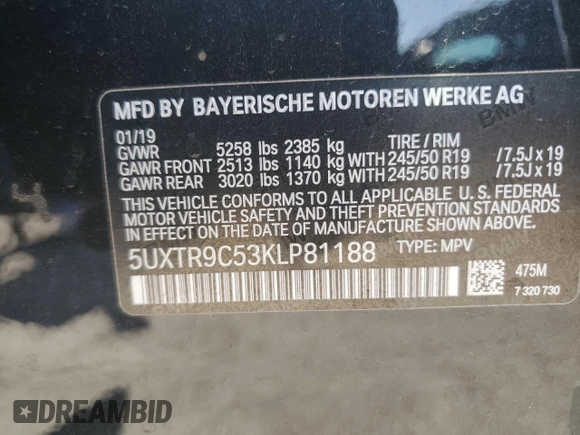 MFD BY BAYERISCHE MOTOREN WERKE AG
01/19
GVWR 5258 lbs 2385 kg TIRE / RIM
GAWR FRONT 2513 lbs 1140 kg WITH 245/50 R19 /7.5J x 19
GAWR REAR 3020 lbs 1370 kg WITH 245/50 R19 /7.5J x 19
THIS VEHICLE CONFORMS TO ALL APPLICABLE U. S. FEDERAL
MOTOR VEHICLE SAFETY, BUMPER, AND THEFT PREVENTION
STANDARDS IN EFFECT ON THE DATE OF MANUFACTURE SHOWN ABOVE.
5UXTR9C53KLP81188 TYPE: MPV
475M
7 320 730
DREAMBID